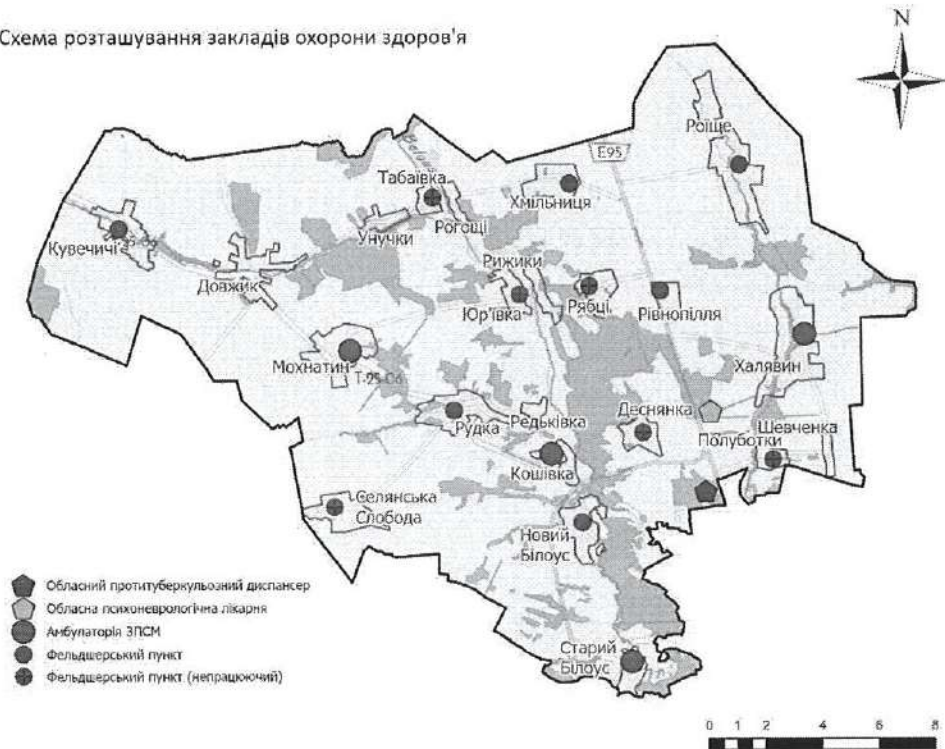 Схема розташування закладів охорони здоров'я
N
Роїще
E95
Табаївка
Хмільниця
Рогощі
Унучки
Кувечичі
Рижики
Довжик
Юр'ївка
Рябці
Рівнопілля
Мохнатин
Халявин
Т-25-06
Рудка
Редьківка
Деснянка
Полуботки
Шевченка
Кошівка
Селянська
Слобода
Новий
Білоус
Старий
Білоус
Обласний протитуберкульозний диспансер
Обласна психоневрологічна лікарня
Амбулаторія ЗПСМ
Фельдшерський пункт
Фельдшерський пункт (непрацюючий)
0 1 2 4 6 8